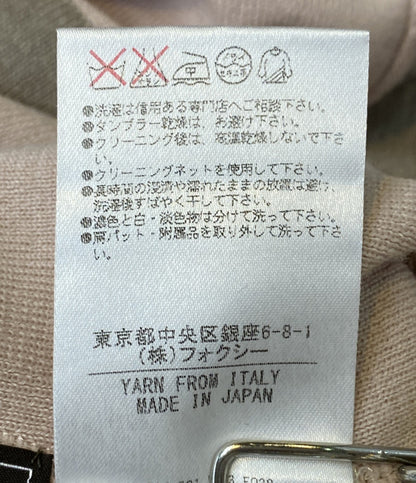 ●洗濯は信用ある専門店へご相談下さい。
●タンブラー乾燥は、お避け下さい。
●クリーニング後は、夜濡乾燥しないで下さ
い。
●クリーニングネットを使用して下さい。
●長時間の浸漬や濡れたままの放置は避け、
洗濯後すばやく干して下さい。
●濃色と白・淡色物は分けて洗って下さい。
●肩パット・附属品を取り外して洗って下さ
い。
東京都中央区銀座6-8-1
(株)フォクシー
YARN FROM ITALY
MADE IN JAPAN